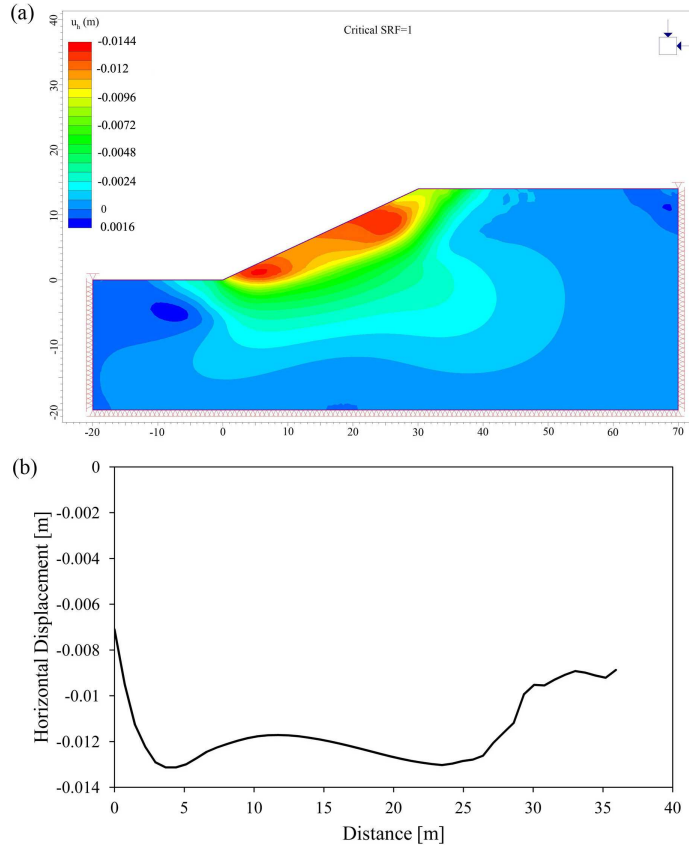 (a)
u_h (m)
-0.0144
-0.012
-0.0096
-0.0072
-0.0048
-0.0024
0
0.0016
Critical SRF=1
40
30
20
10
0
-10
-20
-20 -10 0 10 20 30 40 50 60 70
(b)
0
-0.002
-0.004
-0.006
-0.008
-0.01
-0.012
-0.014
Horizontal Displacement [m]
0 5 10 15 20 25 30 35 40
Distance [m]